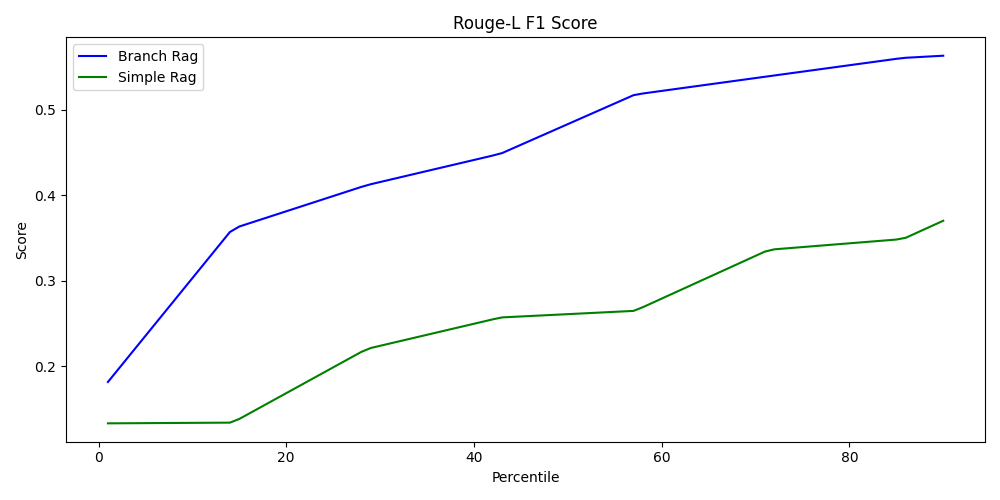 Rouge-L F1 Score
Branch Rag
Simple Rag
Score
0.5
0.4
0.3
0.2
0 20 40 60 80
Percentile